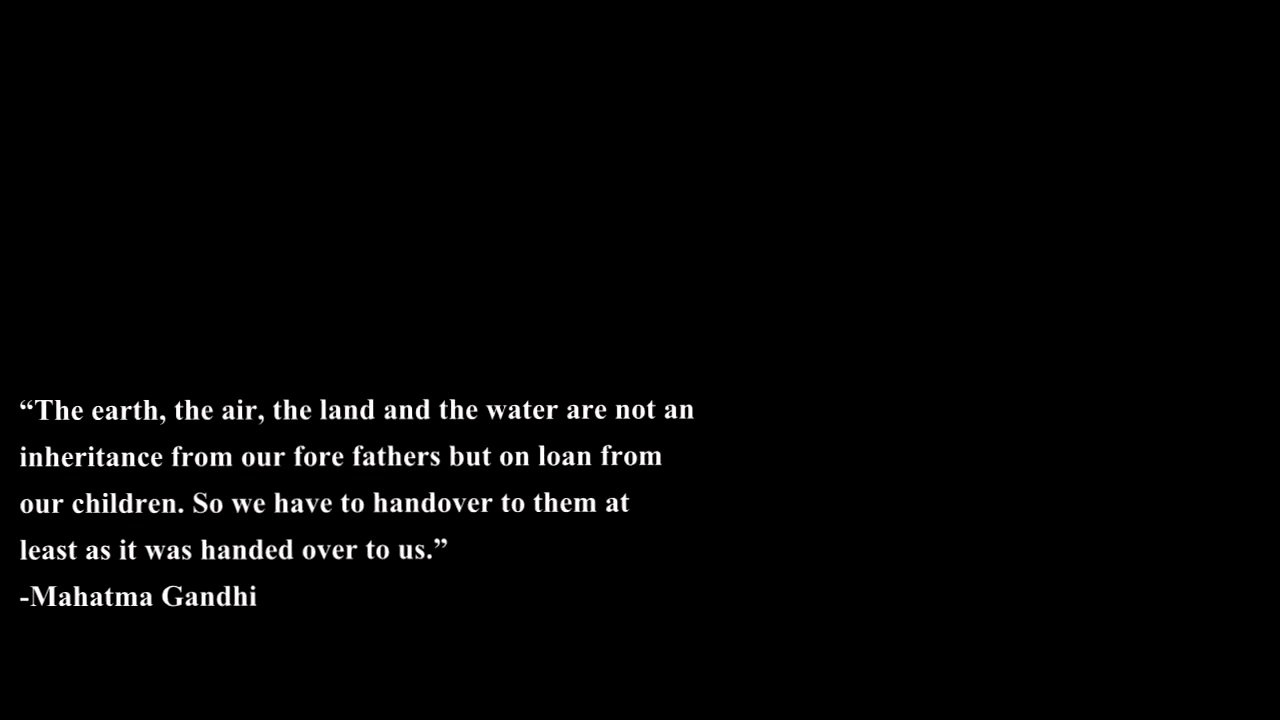 “The earth, the air, the land and the water are not an
inheritance from our fore fathers but on loan from
our children. So we have to handover to them at
least as it was handed over to us.”
-Mahatma Gandhi